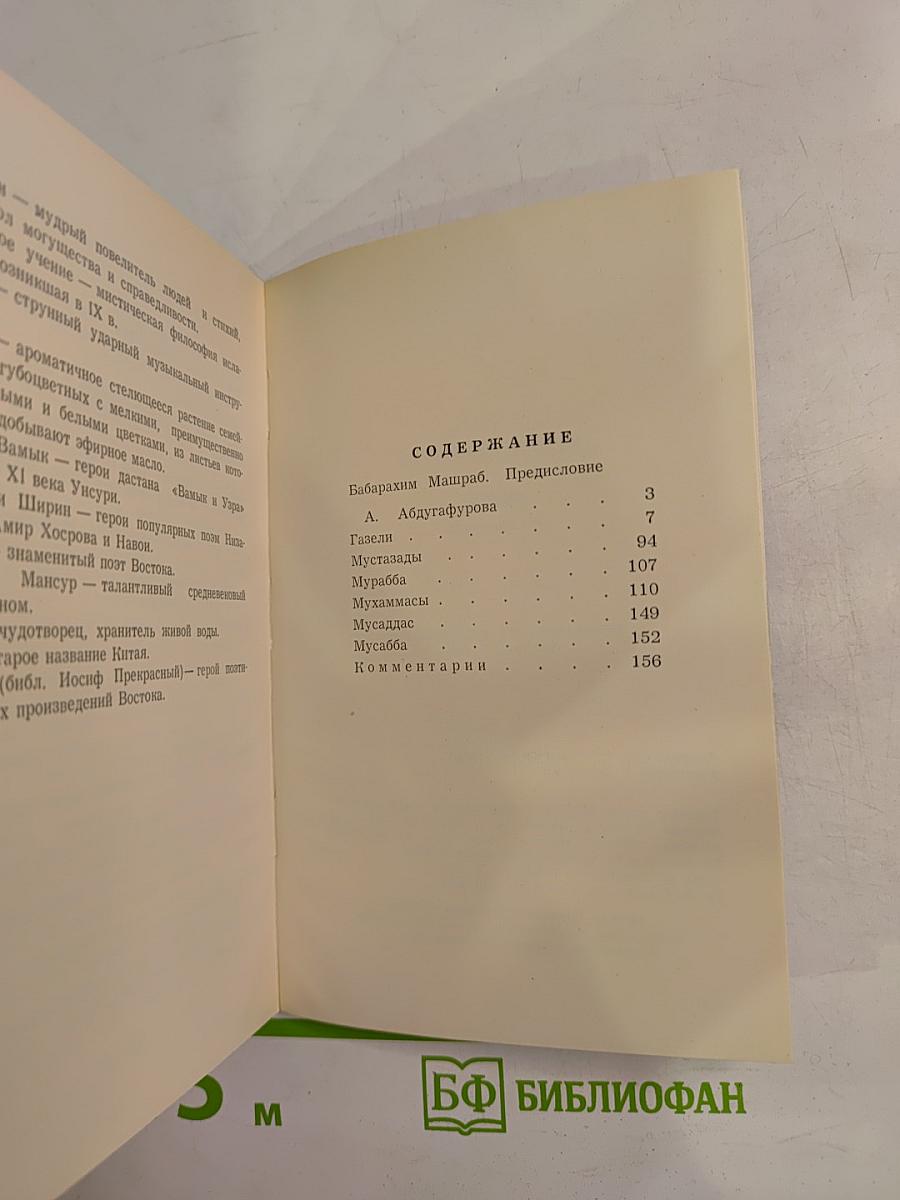 — мудрый повелитель людей и стихий,
могущества и справедливости.
учение — мистическая философия исла-
возникшая в IX в.
— струнный ударный музыкальный инстру-
— ароматичное стелющееся растение семей-
губоцветных с мелкими, преимущественно
и белыми цветками, из листьев кото-
добывают эфирное масло.
Вамык — герои дастана «Вамык и Узра»
XI века Унсури.
и Ширин — герои популярных поэм Низа-
Амир Хосрова и Навои.
знаменитый поэт Востока.
Мансур — талантливый средневековый
ном.
чудотворец, хранитель живой воды.
старое название Китая.
(библ. Иосиф Прекрасный)— герой поэти-
х произведений Востока.
СОДЕРЖАНИЕ
Бабарахим Машраб. Предисловие
А. Абдугафурова . . . 3
Газели . . . . . . . 7
Мустазады . . . . . . 94
Мурабба . . . . . . 107
Мухаммасы . . . . . . 110
Мусаддас . . . . . . 149
Мусабба . . . . . . 152
Комментарии . . . . 156
м
БФ БИБЛИОФАН